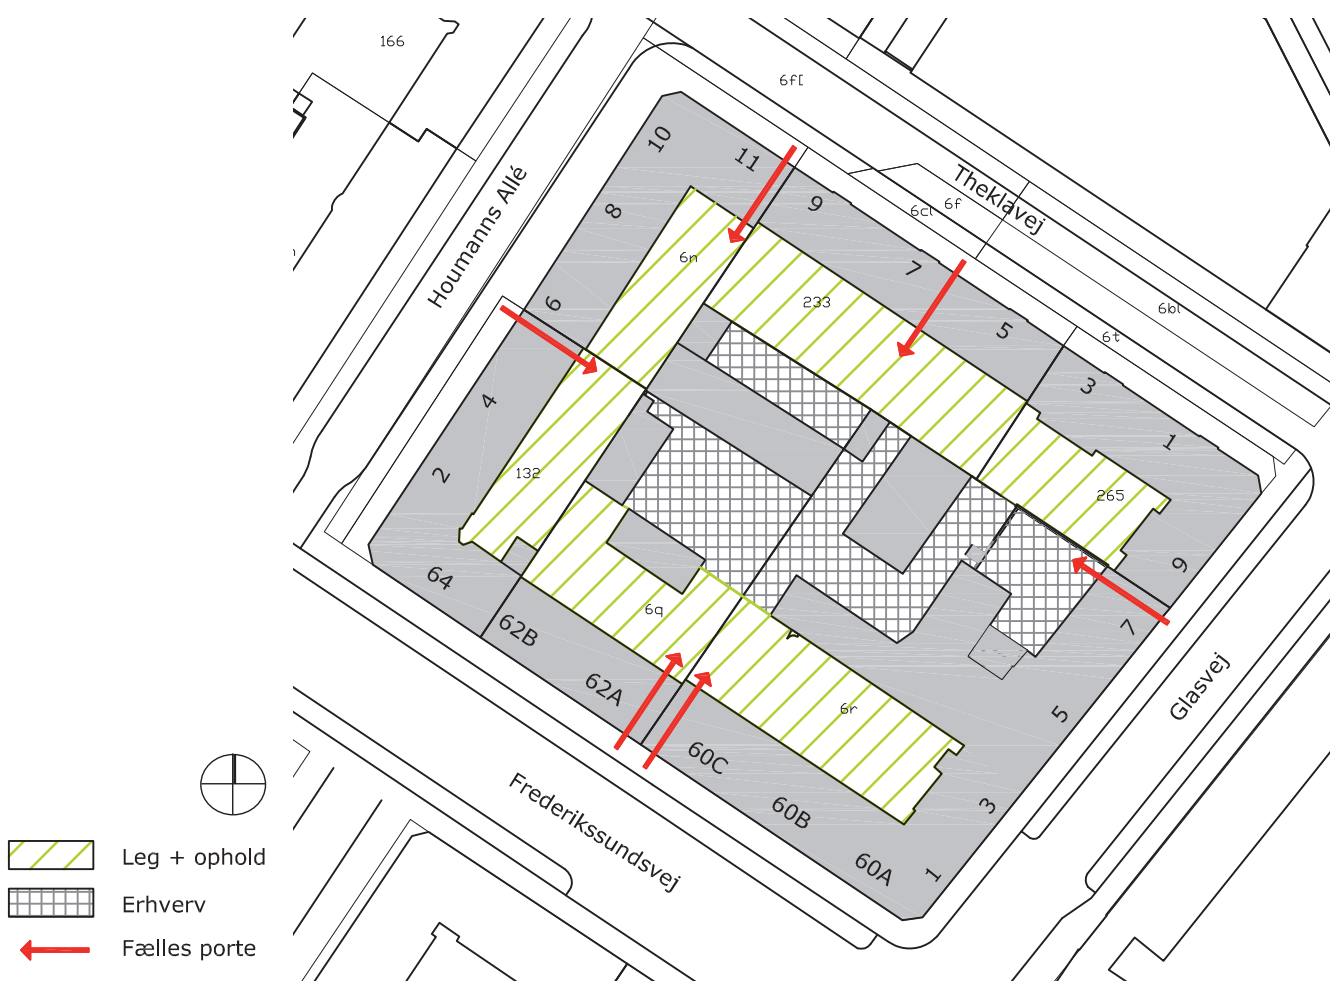 166
6f[
10
11
Theklavej
Houmanns Allé
8
9
6cl
6f
6n
7
6
233
5
6bl
6t
4
3
1
2
132
265
9
64
6q
62B
7
62A
6r
5
Glasvej
60C
3
60B
Frederikssundsvej
60A
1
Leg + ophold
Erhverv
Fælles porte